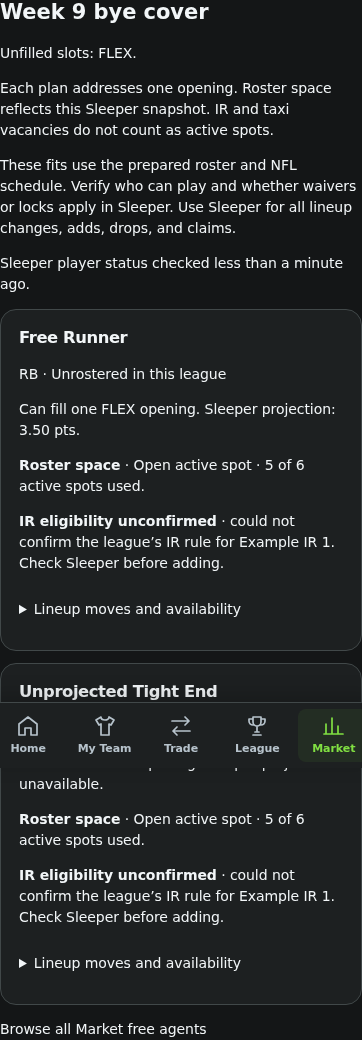 Week 9 bye cover
Unfilled slots: FLEX.
Each plan addresses one opening. Roster space
reflects this Sleeper snapshot. IR and taxi
vacancies do not count as active spots.
These fits use the prepared roster and NFL
schedule. Verify who can play and whether waivers
or locks apply in Sleeper. Use Sleeper for all lineup
changes, adds, drops, and claims.
Sleeper player status checked less than a minute
ago.
Free Runner
RB · Unrostered in this league
Can fill one FLEX opening. Sleeper projection:
3.50 pts.
Roster space · Open active spot · 5 of 6
active spots used.
IR eligibility unconfirmed · could not
confirm the league’s IR rule for Example IR 1.
Check Sleeper before adding.
▶ Lineup moves and availability
Unprojected Tight End
Home My Team Trade League Market
unavailable.
Roster space · Open active spot · 5 of 6
active spots used.
IR eligibility unconfirmed · could not
confirm the league’s IR rule for Example IR 1.
Check Sleeper before adding.
▶ Lineup moves and availability
Browse all Market free agents